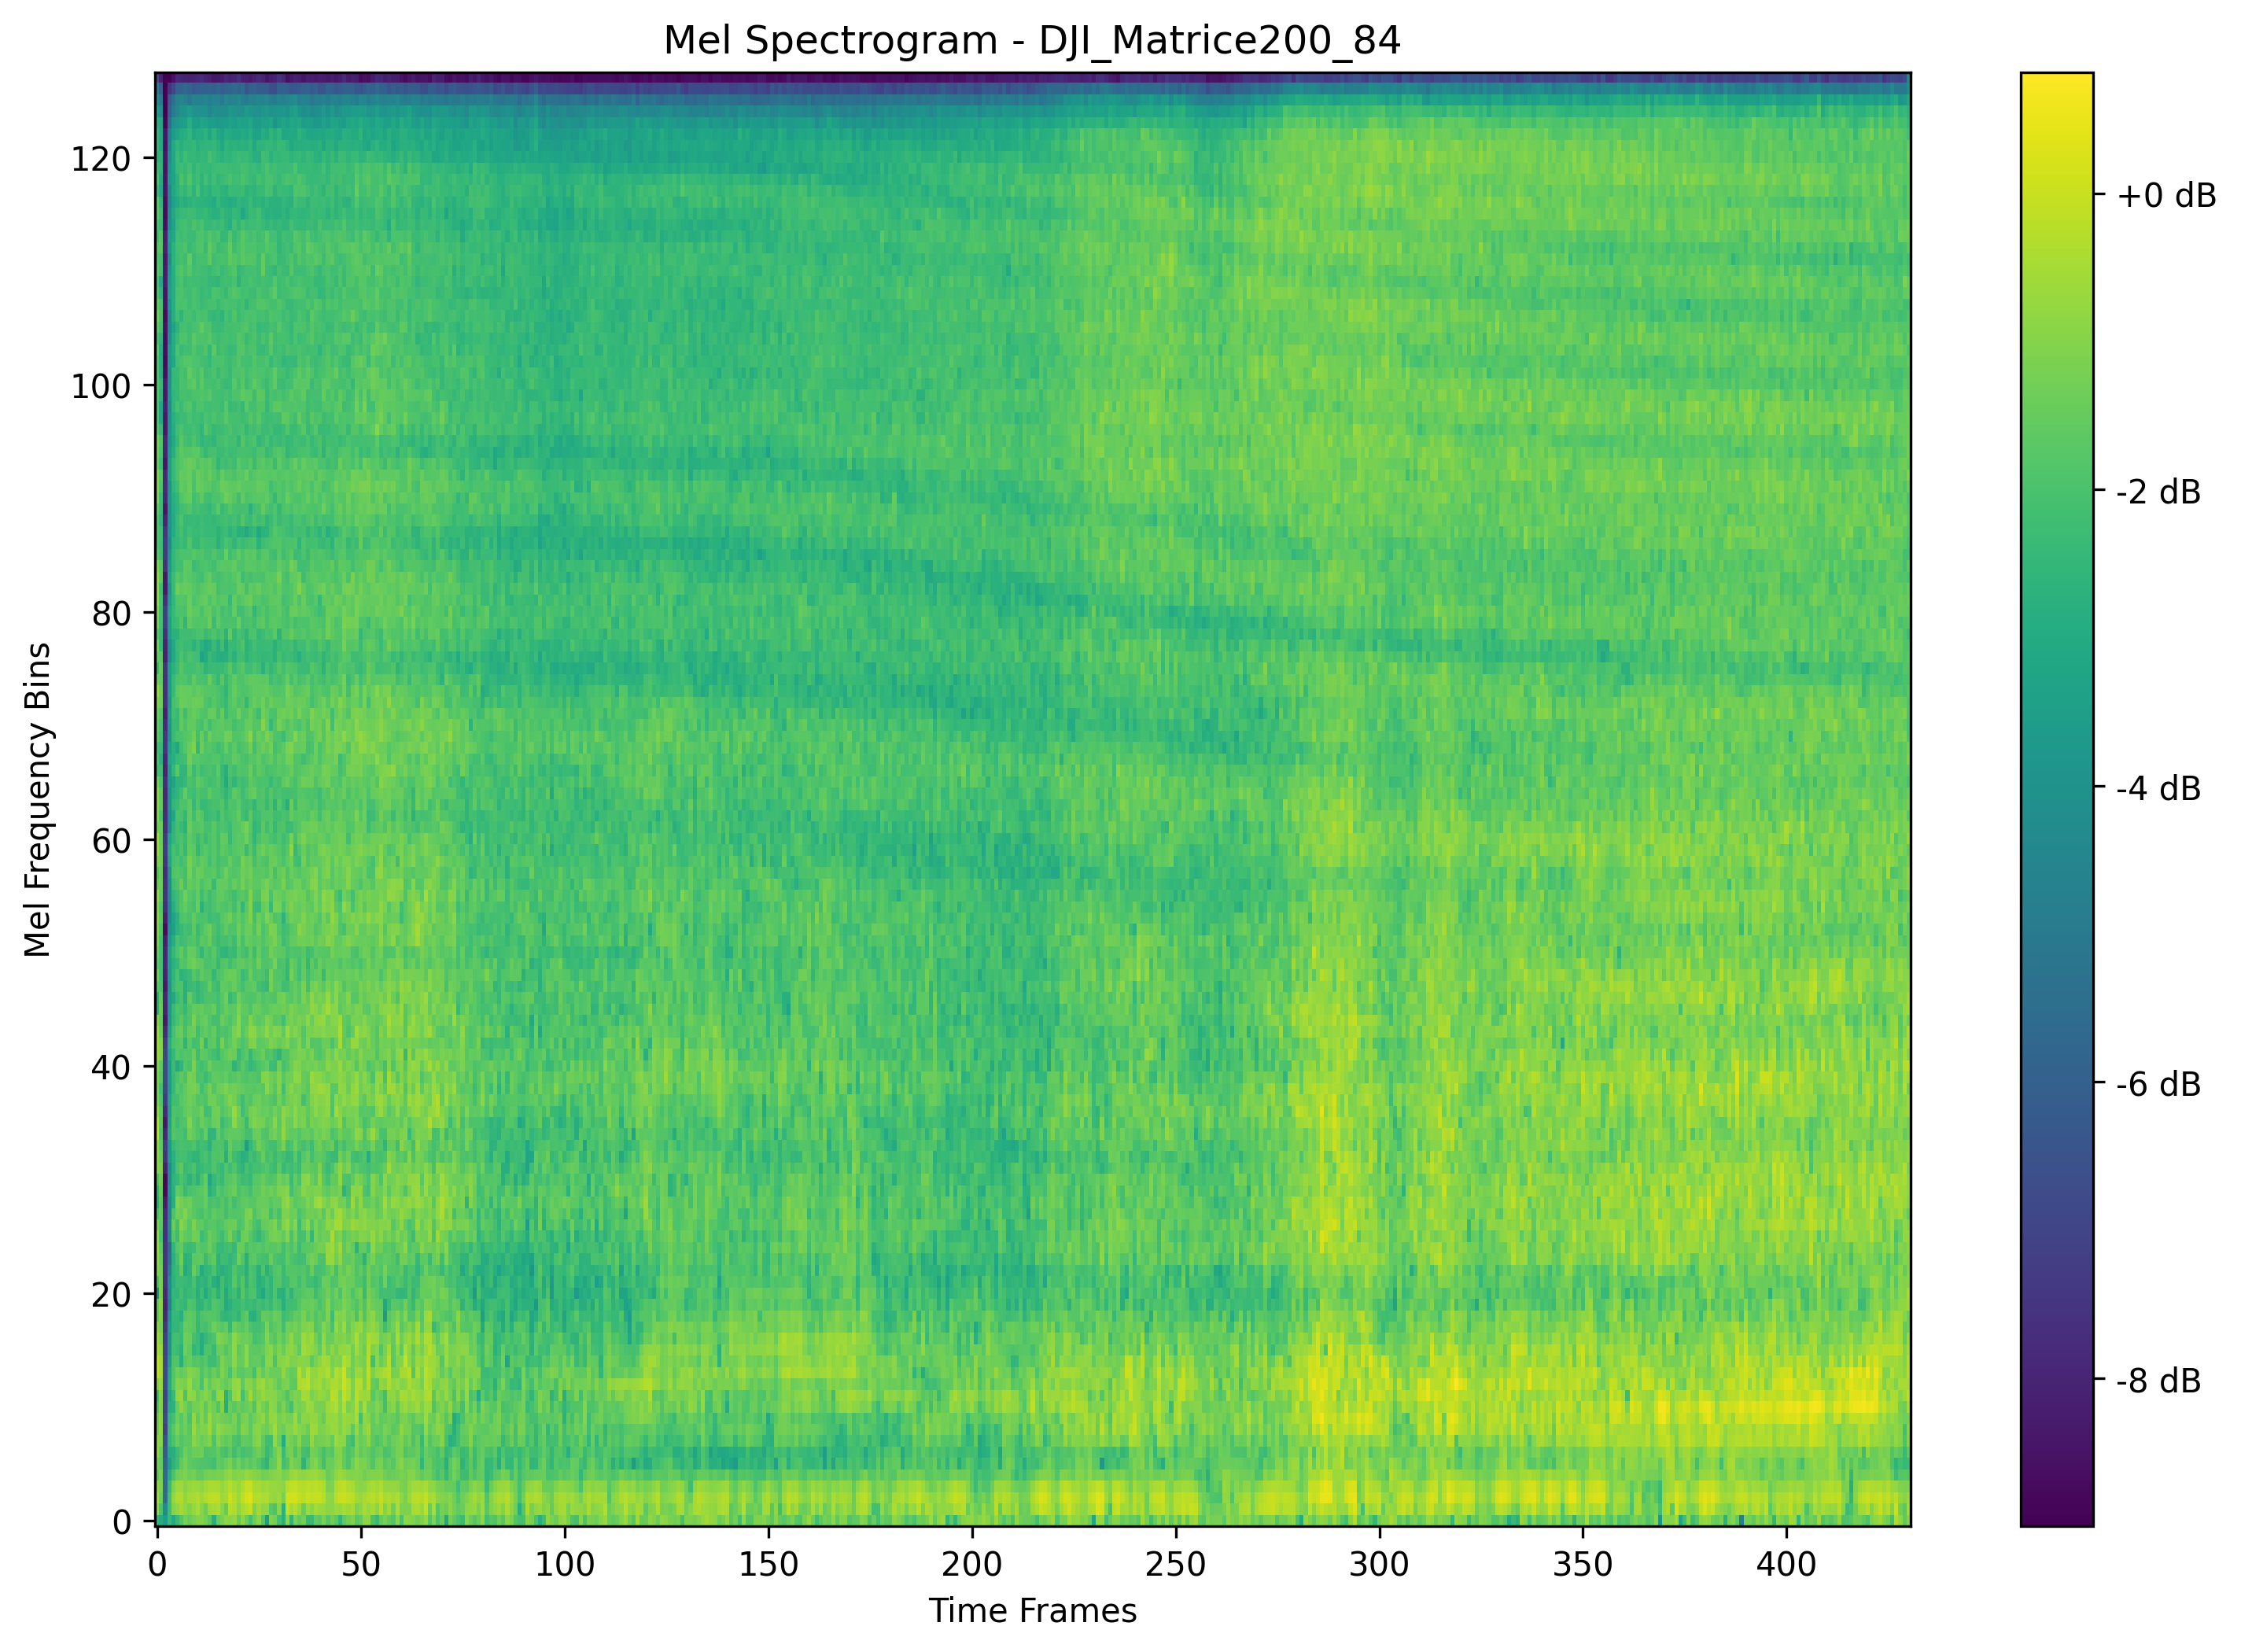 Mel Spectrogram - DJI_Matrice200_84
120
100
80
60
40
20
0
Mel Frequency Bins
0 50 100 150 200 250 300 350 400
Time Frames
+0 dB
-2 dB
-4 dB
-6 dB
-8 dB